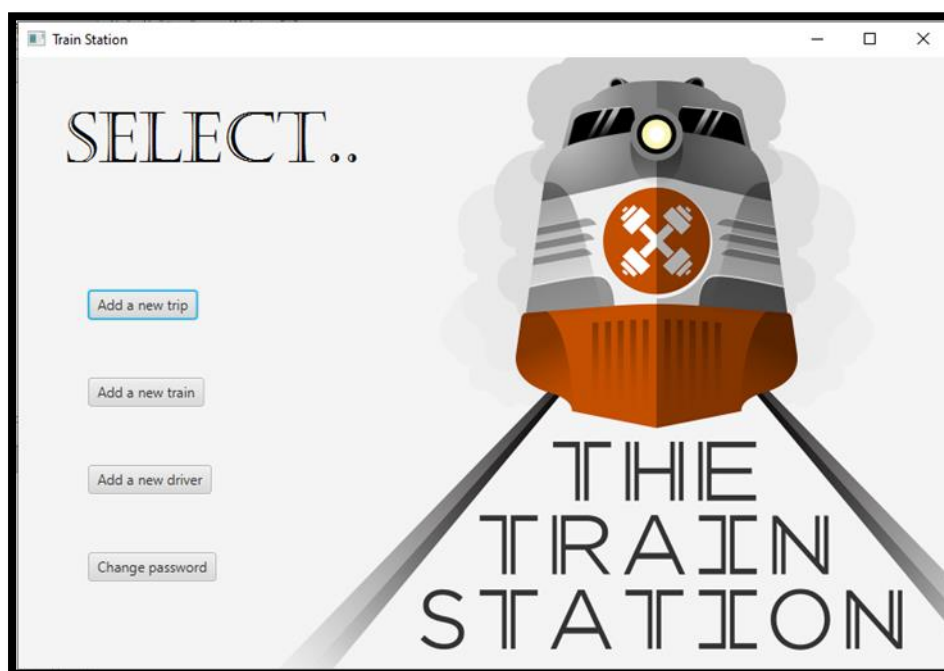 Train Station
SELECT..
Add a new trip
Add a new train
Add a new driver
Change password
THE
TRAIN
STATION